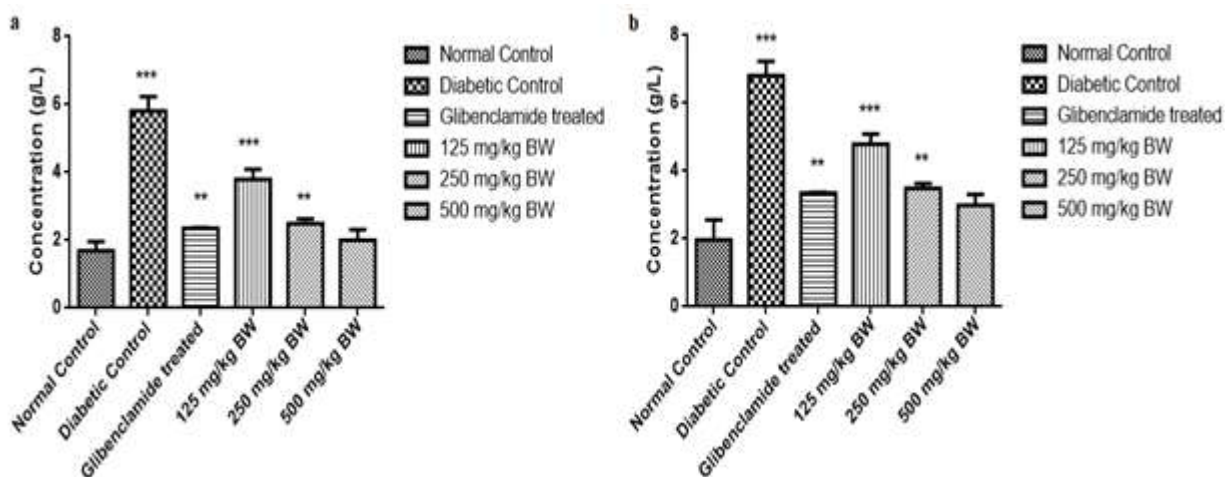 a
Concentration (g/L)
8
6
4
2
0
***
**
***
**
Normal Control
Diabetic Control
Glibenclamide treated
125 mg/kg BW
250 mg/kg BW
500 mg/kg BW
Normal Control
Diabetic Control
Glibenclamide treated
125 mg/kg BW
250 mg/kg BW
500 mg/kg BW
b
Concentration (g/L)
8
6
4
2
0
***
**
***
**
Normal Control
Diabetic Control
Glibenclamide treated
125 mg/kg BW
250 mg/kg BW
500 mg/kg BW
Normal Control
Diabetic Control
Glibenclamide treated
125 mg/kg BW
250 mg/kg BW
500 mg/kg BW